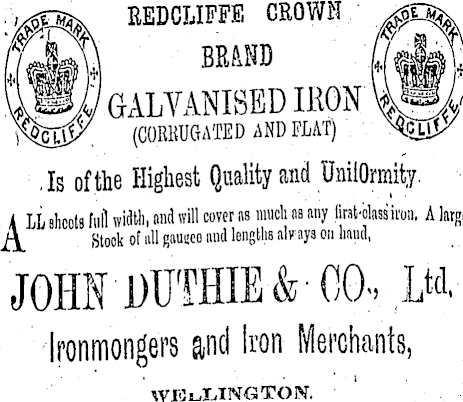 TRADE MARK
REDCLIFFE
REDCLIFFE CROWN
BRAND
GALVANISED IRON
(CORRUGATED AND FLAT)
TRADE MARK
REDCLIFFE
Is of the Highest Quality and UnifOrmity.
ALL sheets full width, and will cover as much as any first-class iron. A larg
Stock of all gauges and lengths always on hand,
JOHN DUTHIE & CO., Ltd.
Ironmongers and Iron Merchants,
WELLINGTON.